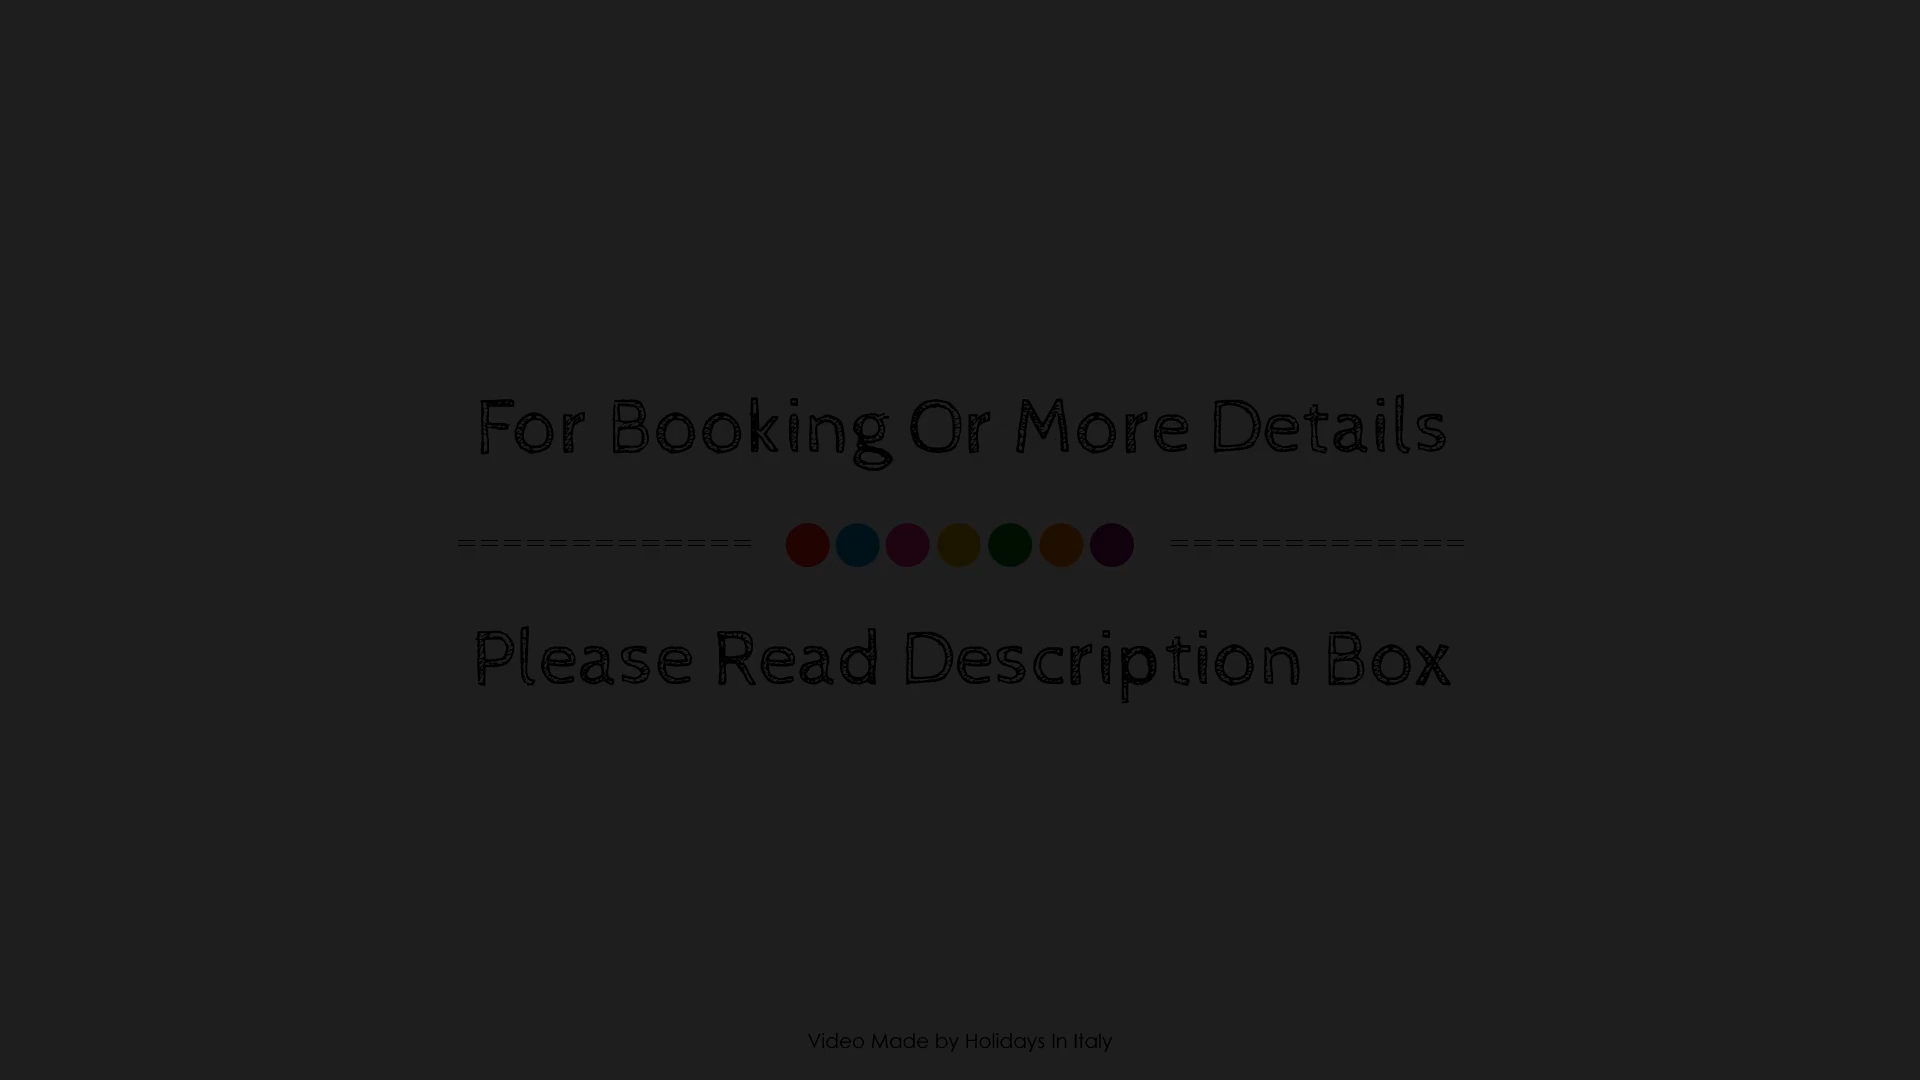 For Booking Or More Details
============= =============
Please Read Description Box
Video Made by Holidays In Italy